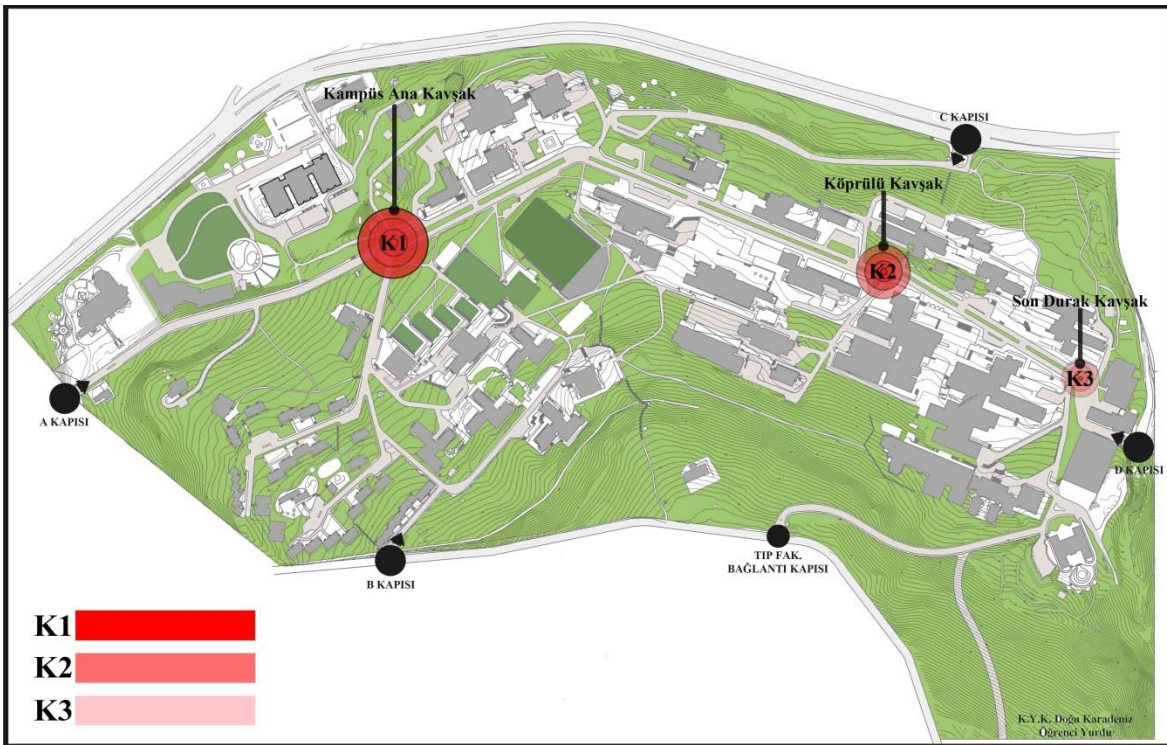 Kampüs Ana Kavşak
C KAPISI
Köprülü Kavşak
K1
K2
Son Durak Kavşak
K3
A KAPISI
D KAPISI
TIP FAK.
BAĞLANTI KAPISI
B KAPISI
K1
K2
K3
K.Y.K. Doğu Karadeniz
Öğrenci Yurdu